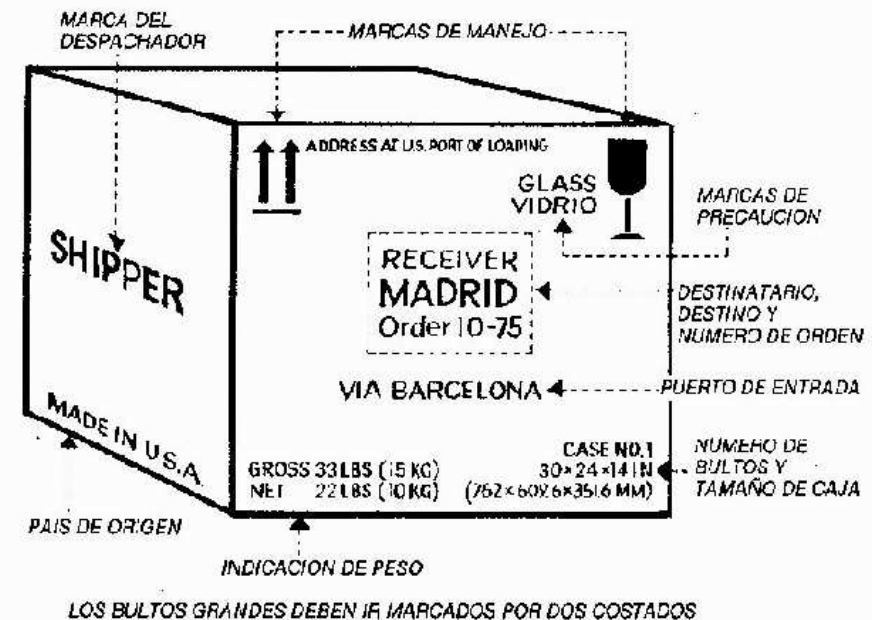 MARCA DEL
DESPACHADOR
MARCAS DE MANEJO
ADDRESS AT U.S. PORT OF LOADING
GLASS
VIDRIO
MARCAS DE
PRECAUCION
SHIPPER
RECEIVER
MADRID
Order 10-75
DESTINATARIO,
DESTINO Y
NUMERO DE ORDEN
VIA BARCELONA
PUERTO DE ENTRADA
MADE IN U.S.A.
CASE NO.1
GROSS 33 LBS (15 KG)
30×24×14 IN
NET 22 LBS (10 KG)
(762×609.6×351.6 MM)
NUMERO DE
BULTOS Y
TAMAÑO DE CAJA
PAIS DE ORIGEN
INDICACION DE PESO
LOS BULTOS GRANDES DEBEN IR MARCADOS POR DOS COSTADOS